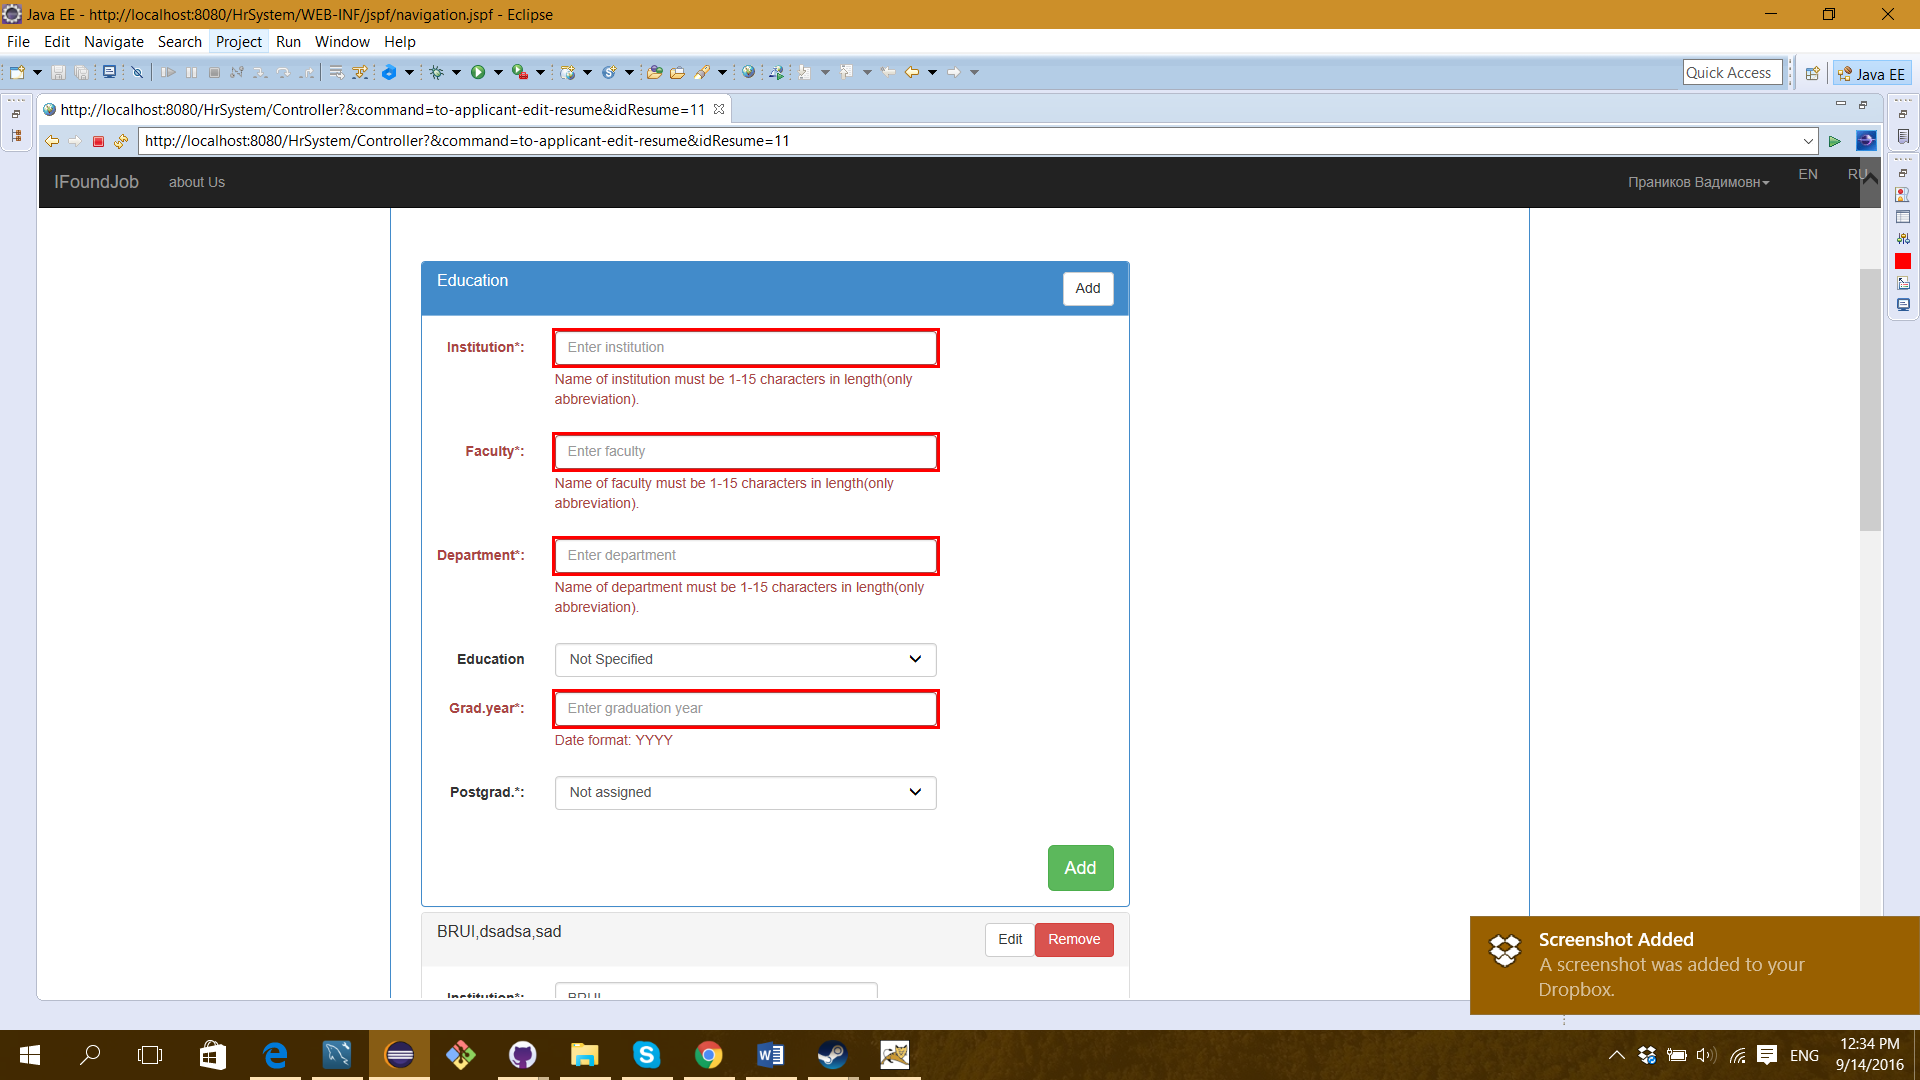 Java EE - http://localhost:8080/HrSystem/WEB-INF/jspf/navigation.jspf - Eclipse
File Edit Navigate Search Project Run Window Help
Quick Access
Java EE
http://localhost:8080/HrSystem/Controller?&command=to-applicant-edit-resume&idResume=11
http://localhost:8080/HrSystem/Controller?&command=to-applicant-edit-resume&idResume=11
IFoundJob about Us Праников Вадимовн EN RU
Education Add
Institution*: Enter institution
Name of institution must be 1-15 characters in length(only
abbreviation).
Faculty*: Enter faculty
Name of faculty must be 1-15 characters in length(only
abbreviation).
Department*: Enter department
Name of department must be 1-15 characters in length(only
abbreviation).
Education Not Specified
Grad.year*: Enter graduation year
Date format: YYYY
Postgrad.*: Not assigned
Add
BRUI,dsadsa,sad Edit Remove
Institution*: BRUI
Screenshot Added
A screenshot was added to your
Dropbox.
ENG
12:34 PM
9/14/2016